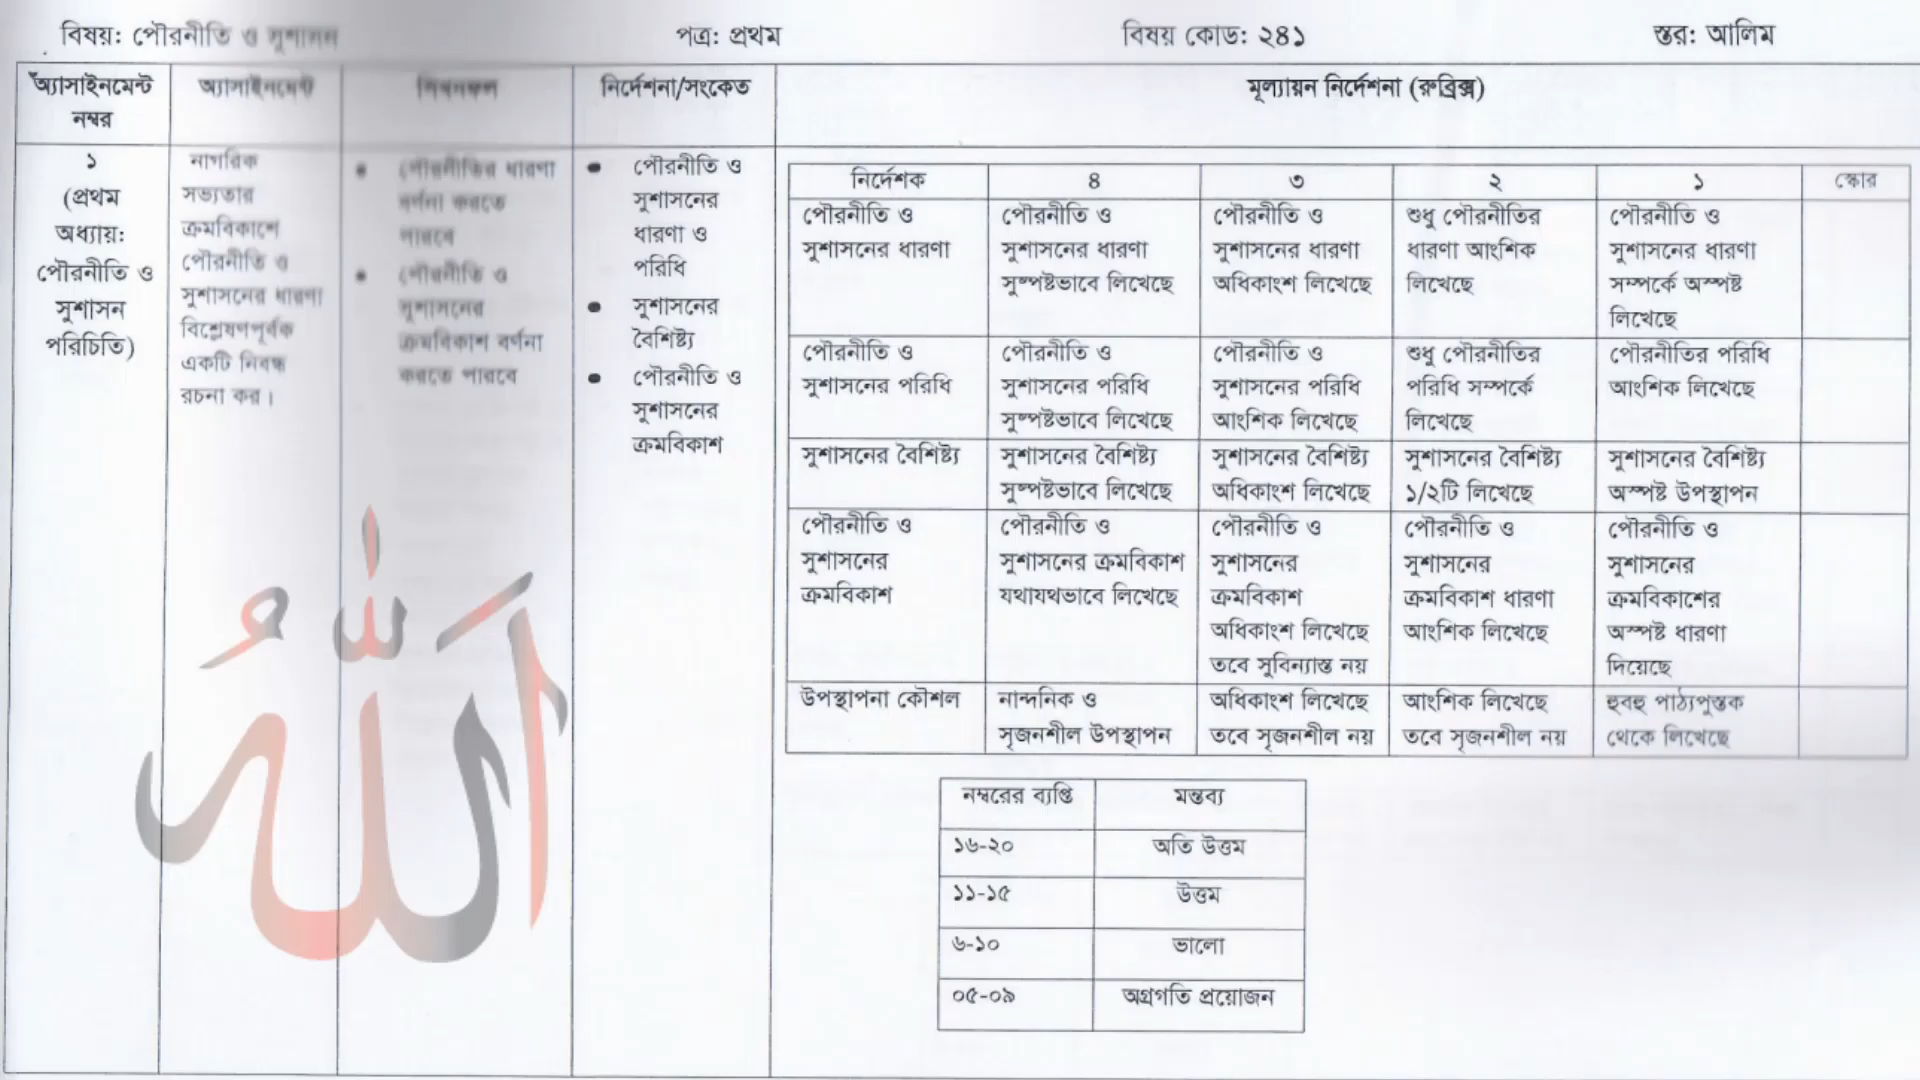 বিষয়: পৌরনীতি ও সুশাসন
পত্র: প্রথম
বিষয় কোড: ২৪১
স্তর: আলিম
অ্যাসাইনমেন্ট
নম্বর
অ্যাসাইনমেন্ট
শিখনফল
নির্দেশনা/সংকেত
মূল্যায়ন নির্দেশনা (রুব্রিক্স)
১
(প্রথম
অধ্যায়:
পৌরনীতি ও
সুশাসন
পরিচিতি)
নাগরিক
সভ্যতার
ক্রমবিকাশে
পৌরনীতি ও
সুশাসনের ধারণা
বিশ্লেষণপূর্বক
একটি নিবন্ধ
রচনা কর।
পৌরনীতির ধারণা
বর্ণনা করতে
পারবে
পৌরনীতি ও
সুশাসনের
ক্রমবিকাশ বর্ণনা
করতে পারবে
পৌরনীতি ও
সুশাসনের
ধারণা ও
পরিধি
সুশাসনের
বৈশিষ্ট্য
পৌরনীতি ও
সুশাসনের
ক্রমবিকাশ
নির্দেশক
৪
৩
২
১
স্কোর
পৌরনীতি ও
সুশাসনের ধারণা
পৌরনীতি ও
সুশাসনের ধারণা
সুষ্পষ্টভাবে লিখেছে
পৌরনীতি ও
সুশাসনের ধারণা
অধিকাংশ লিখেছে
শুধু পৌরনীতির
ধারণা আংশিক
লিখেছে
পৌরনীতি ও
সুশাসনের ধারণা
সম্পর্কে অস্পষ্ট
লিখেছে
পৌরনীতি ও
সুশাসনের পরিধি
পৌরনীতি ও
সুশাসনের পরিধি
সুষ্পষ্টভাবে লিখেছে
পৌরনীতি ও
সুশাসনের পরিধি
আংশিক লিখেছে
শুধু পৌরনীতির
পরিধি সম্পর্কে
লিখেছে
পৌরনীতির পরিধি
আংশিক লিখেছে
সুশাসনের বৈশিষ্ট্য
সুশাসনের বৈশিষ্ট্য
সুষ্পষ্টভাবে লিখেছে
সুশাসনের বৈশিষ্ট্য
অধিকাংশ লিখেছে
সুশাসনের বৈশিষ্ট্য
১/২টি লিখেছে
সুশাসনের বৈশিষ্ট্য
অস্পষ্ট উপস্থাপন
পৌরনীতি ও
সুশাসনের
ক্রমবিকাশ
পৌরনীতি ও
সুশাসনের ক্রমবিকাশ
যথাযথভাবে লিখেছে
পৌরনীতি ও
সুশাসনের
ক্রমবিকাশ
অধিকাংশ লিখেছে
তবে সুবিন্যাস্ত নয়
পৌরনীতি ও
সুশাসনের
ক্রমবিকাশ ধারণা
আংশিক লিখেছে
পৌরনীতি ও
সুশাসনের
ক্রমবিকাশের
অস্পষ্ট ধারণা
দিয়েছে
উপস্থাপনা কৌশল
নান্দনিক ও
সৃজনশীল উপস্থাপন
অধিকাংশ লিখেছে
তবে সৃজনশীল নয়
আংশিক লিখেছে
তবে সৃজনশীল নয়
হুবহু পাঠ্যপুস্তক
থেকে লিখেছে
নম্বরের ব্যপ্তি
মন্তব্য
১৬-২০
অতি উত্তম
১১-১৫
উত্তম
৬-১০
ভালো
০৫-০৯
অগ্রগতি প্রয়োজন
الله